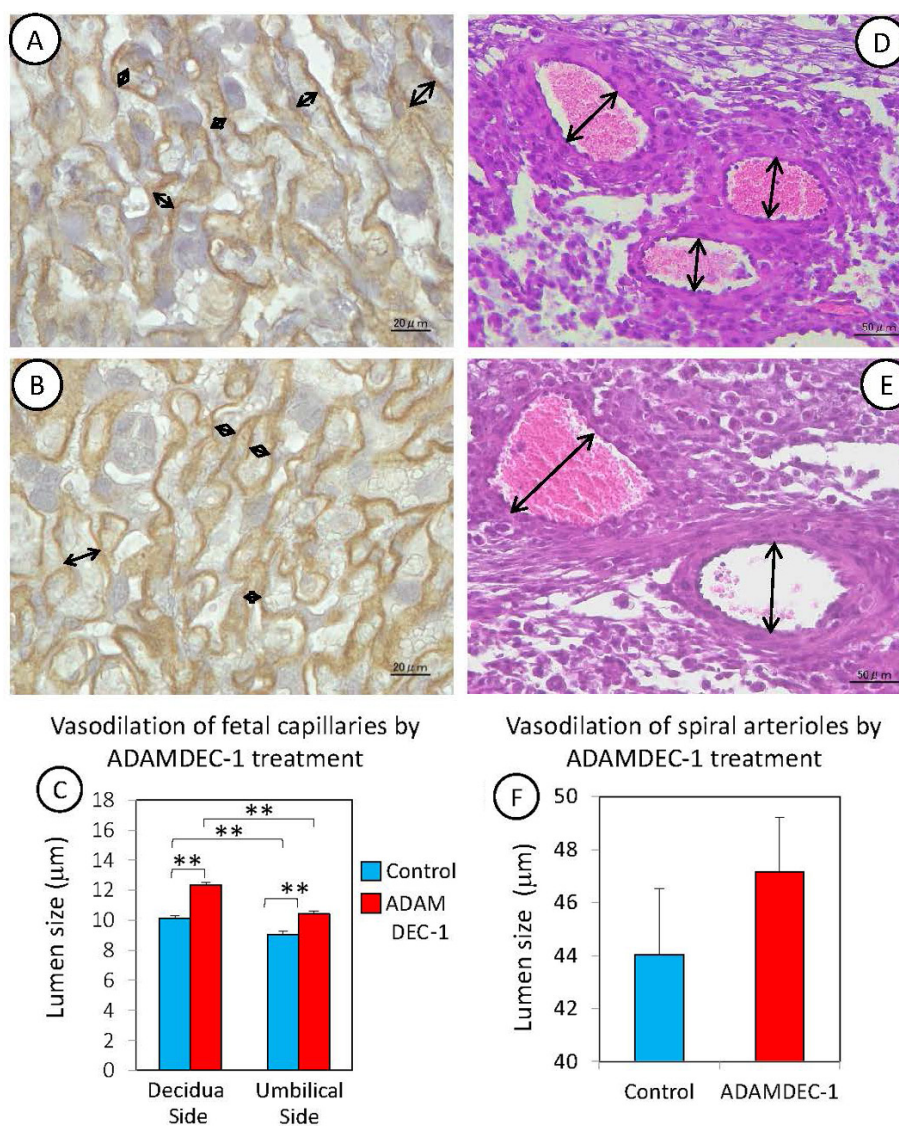 A
D
20 μm
50 μm
B
E
20 μm
50 μm
Vasodilation of fetal capillaries by
ADAMDEC-1 treatment
C
18
16
14
12
10
8
6
4
2
0
Lumen size (μm)
**
**
**
**
Decidua
Side
Umbilical
Side
Control
ADAM
DEC-1
Vasodilation of spiral arterioles by
ADAMDEC-1 treatment
F
50
48
46
44
42
40
Lumen size (μm)
Control
ADAMDEC-1